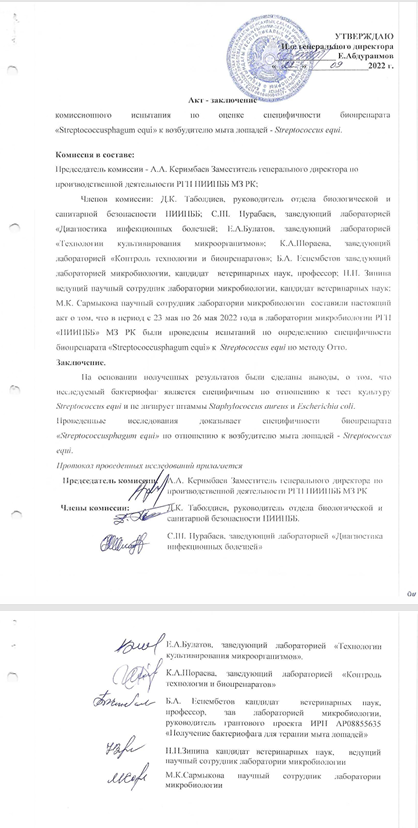 УТВЕРЖДАЮ
И.о. генерального директора
Е.Абдураимов
09 2022 г.
Акт - заключение
комиссионного испытания по оценке специфичности биопрепарата
«Streptococcusphagum equi» к возбудителю мыта лошадей - Streptococcus equi.
Комиссия в составе:
Председатель комиссии - А.А. Керимбаев Заместитель генерального директора по
производственной деятельности РГП НИИПББ МЗ РК;
Членов комиссии: Д.К. Таболдиев, руководитель отдела биологической и
санитарной безопасности НИИПББ; С.Ш. Нурабаев, заведующий лабораторией
«Диагностика инфекционных болезней; Е.А.Булатов, заведующий лабораторией
«Технологии культивирования микроорганизмов»; К.А.Шораева, заведующий
лабораторией «Контроль технологии и биопрепаратов»; Б.А. Еспембетов заведующий
лабораторией микробиологии, кандидат ветеринарных наук, профессор; Н.Н. Зинина
ведущий научный сотрудник лаборатории микробиологии, кандидат ветеринарных наук;
М.К. Сармыкова научный сотрудник лаборатории микробиологии составили настоящий
акт о том, что в период с 23 мая по 26 мая 2022 года в лаборатории микробиологии РГП
«НИИПББ» МЗ РК были проведены испытаний по определению специфичности
биопрепарата «Streptococcusphagum equi» к Streptococcus equi по методу Отто.
Заключение.
На основании полученных результатов были сделаны выводы, о том, что
исследуемый бактериофаг является специфичным по отношению к тест культуру
Streptococcus equi и не лизирует штаммы Staphylococcus aureus и Escherichia coli.
Проведенные исследования доказывает специфичности биопрепарата
«Streptococcusphagum equi» по отношению к возбудителю мыта лошадей - Streptococcus
equi.
Протокол проведенных исследований прилагается
Председатель комиссии: А.А. Керимбаев Заместитель генерального директора по
производственной деятельности РГП НИИПББ МЗ РК
Члены комиссии: Д.К. Таболдиев, руководитель отдела биологической и
санитарной безопасности НИИПББ.
С.Ш. Нурабаев, заведующий лабораторией «Диагностика
инфекционных болезней»
Е.А.Булатов, заведующий лабораторией «Технологии
культивирования микроорганизмов».
К.А.Шораева, заведующий лабораторией «Контроль
технологии и биопрепаратов»
Б.А. Еспембетов кандидат ветеринарных наук,
профессор, зав лабораторией микробиологии,
руководитель грантового проекта ИРН АР08855635
«Получение бактериофага для терапии мыта лошадей»
Н.Н.Зинина кандидат ветеринарных наук, ведущий
научный сотрудник лаборатории микробиологии
М.К.Сармыкова научный сотрудник лаборатории
микробиологии